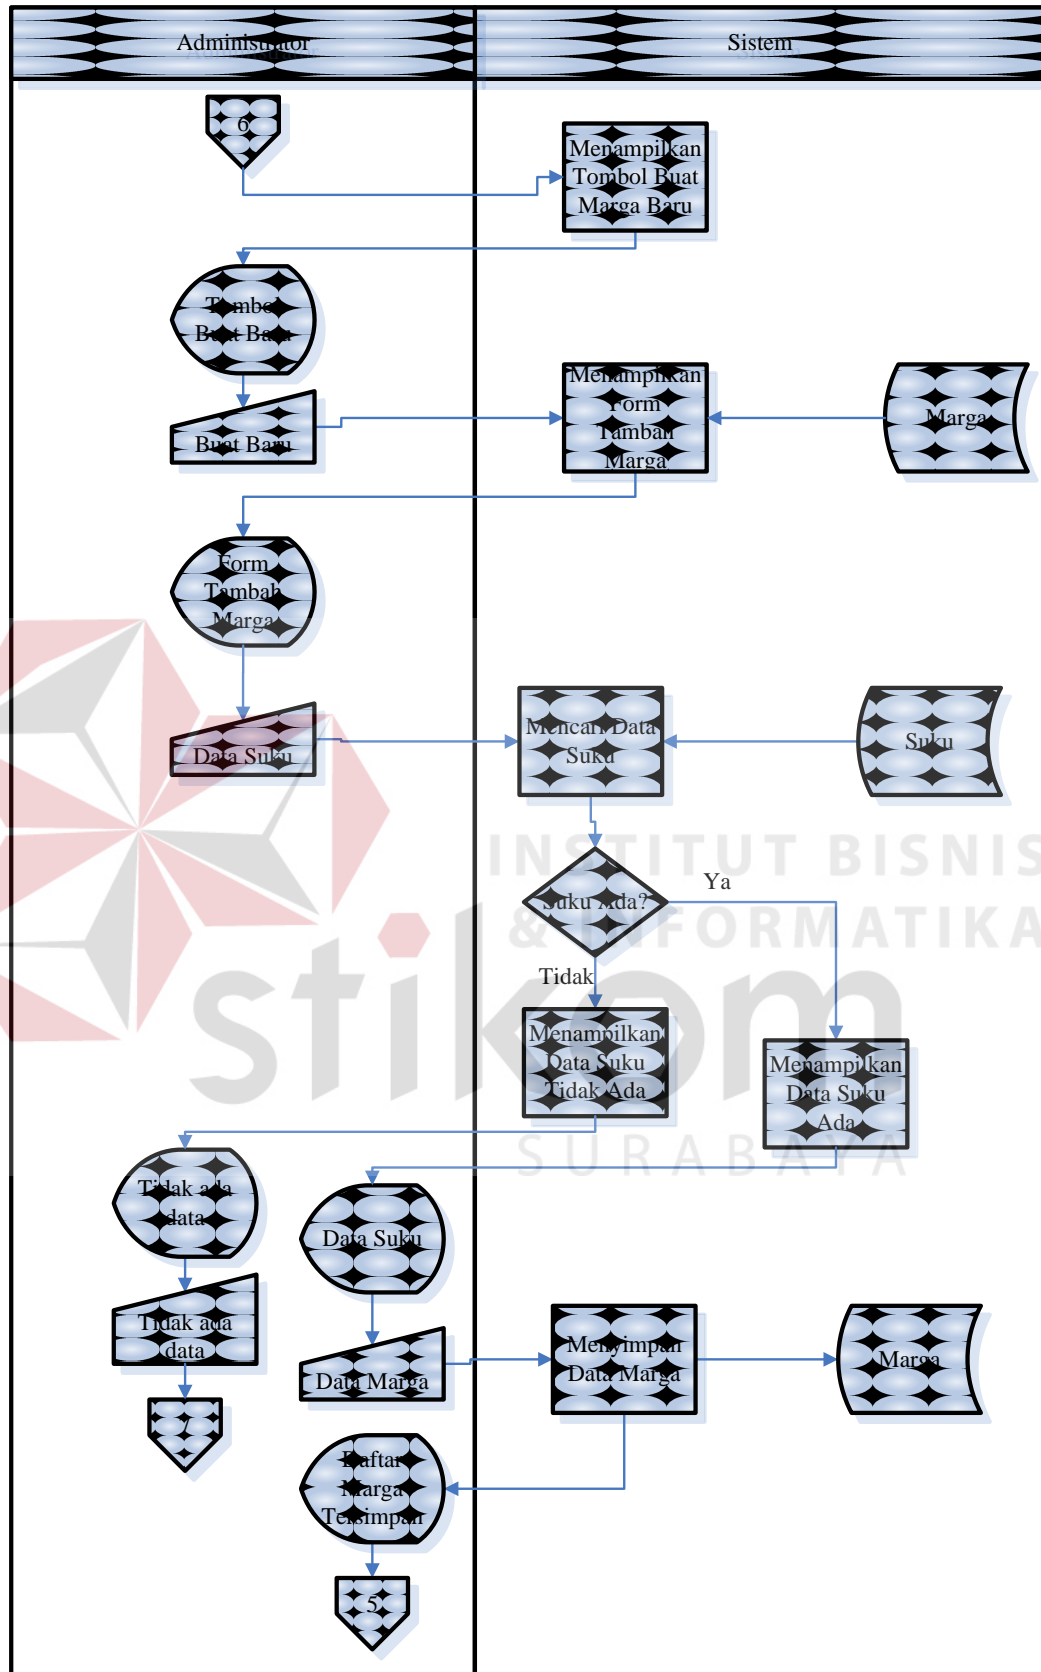 Administrator
Sistem
6
Menampilkan
Tombol Buat
Marga Baru
Tombol
Buat Baru
Buat Baru
Menampilkan
Form
Tambah
Marga
Marga
Form
Tambah
Marga
Data Suku
Mencari Data
Suku
Suku
INSTITUT BISNIS
& INFORMATIKA
stikom
SURABAYA
Suku Ada?
Ya
Tidak
Menampilkan
Data Suku
Tidak Ada
Menampilkan
Data Suku
Ada
Tidak ada
data
Data Suku
Tidak ada
data
Data Marga
Menyimpan
Data Marga
Marga
7
Daftar
Marga
Tersimpan
5